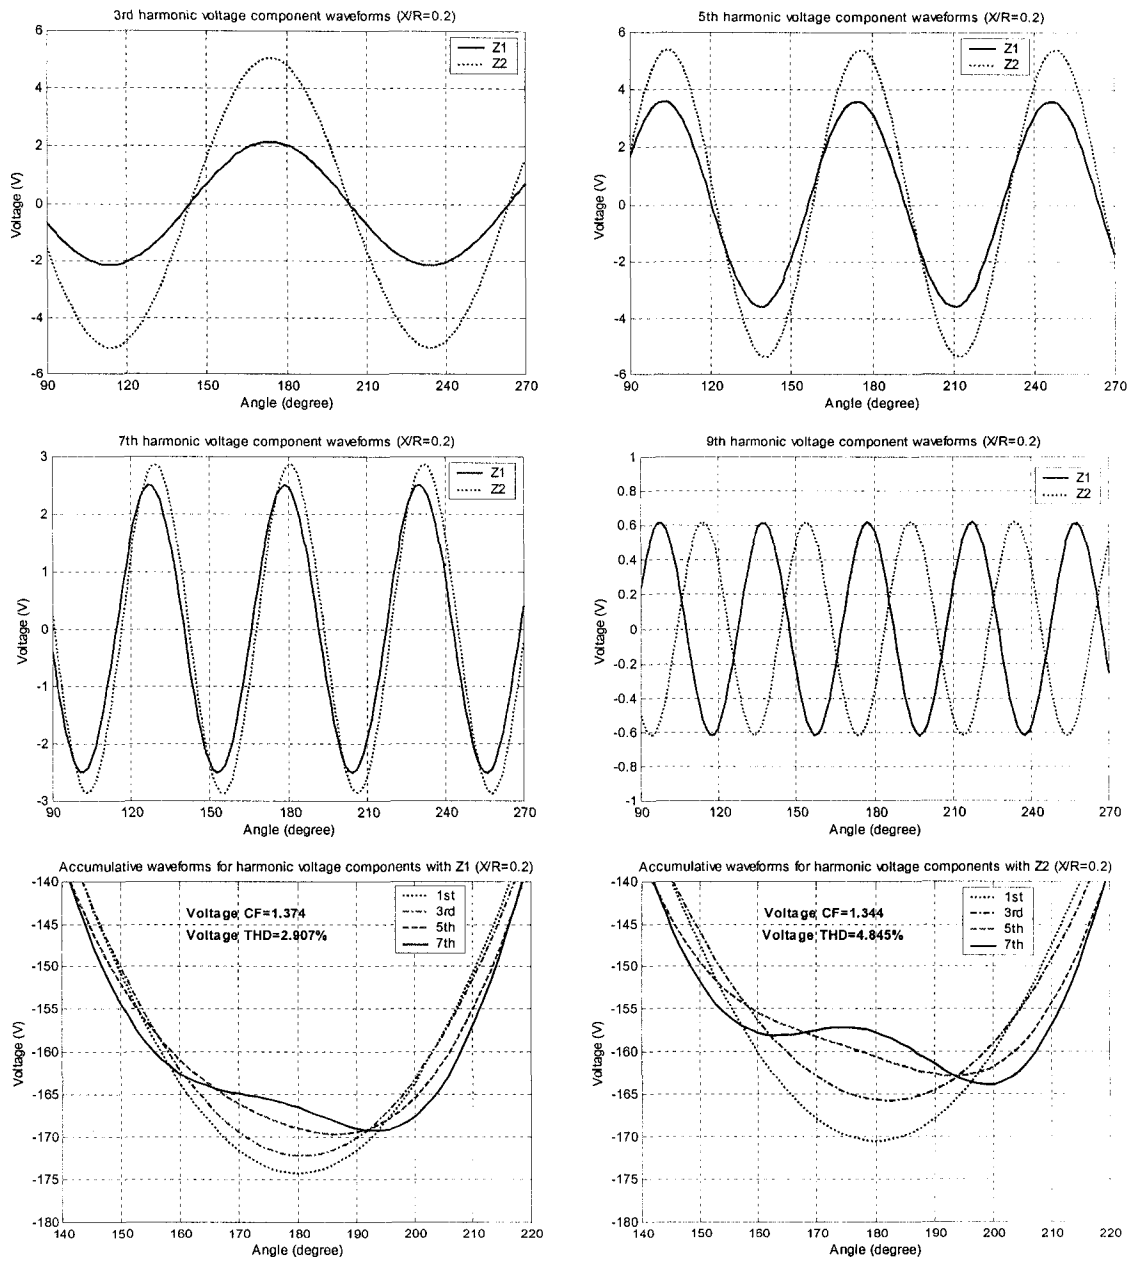 3rd harmonic voltage component waveforms (X/R=0.2)
6
4
2
0
-2
-4
-6
Voltage (V)
Z1
Z2
90 120 150 180 210 240 270
Angle (degree)
5th harmonic voltage component waveforms (X/R=0.2)
6
4
2
0
-2
-4
-6
Voltage (V)
Z1
Z2
90 120 150 180 210 240 270
Angle (degree)
7th harmonic voltage component waveforms (X/R=0.2)
3
2
1
0
-1
-2
-3
Voltage (V)
Z1
Z2
90 120 150 180 210 240 270
Angle (degree)
9th harmonic voltage component waveforms (X/R=0.2)
1
0.8
0.6
0.4
0.2
0
-0.2
-0.4
-0.6
-0.8
-1
Voltage (V)
Z1
Z2
90 120 150 180 210 240 270
Angle (degree)
Accumulative waveforms for harmonic voltage components with Z1 (X/R=0.2)
-140
-145
-150
-155
-160
-165
-170
-175
-180
Voltage (V)
Voltage CF=1.374
Voltage THD=2.907%
1st
3rd
5th
7th
140 150 160 170 180 190 200 210 220
Angle (degree)
Accumulative waveforms for harmonic voltage components with Z2 (X/R=0.2)
-140
-145
-150
-155
-160
-165
-170
-175
-180
Voltage (V)
Voltage CF=1.344
Voltage THD=4.845%
1st
3rd
5th
7th
140 150 160 170 180 190 200 210 220
Angle (degree)